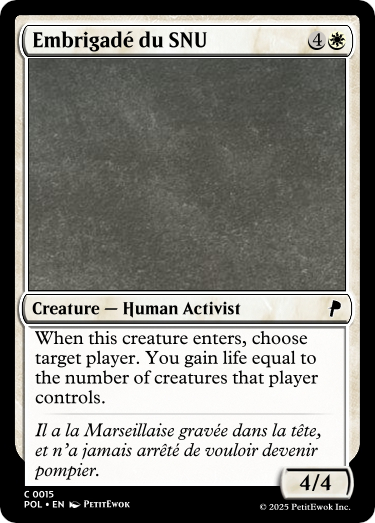 Embrigadé du SNU 4
Creature — Human Activist
When this creature enters, choose
target player. You gain life equal to
the number of creatures that player
controls.
Il a la Marseillaise gravée dans la tête,
et n'a jamais arrêté de vouloir devenir
pompier.
4/4
C 0015
POL • EN PetitEwok
© 2025 PetitEwok Inc.